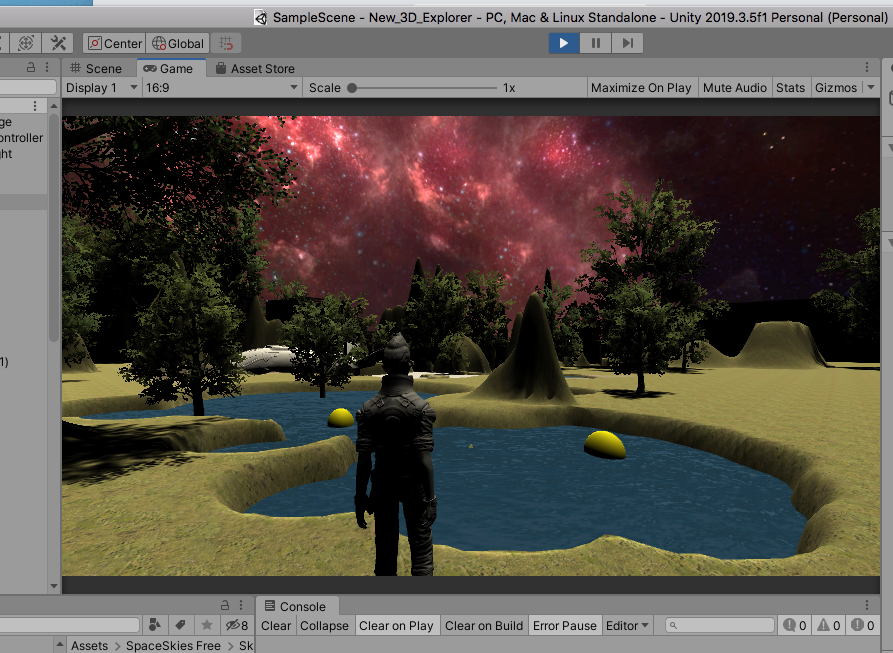 SampleScene - New_3D_Explorer - PC, Mac & Linux Standalone - Unity 2019.3.5f1 Personal (Personal)
Center Global
Scene Game Asset Store
Display 1 16:9 Scale 1x Maximize On Play Mute Audio Stats Gizmos
ge
ontroller
ght
1)
Console
8 Clear Collapse Clear on Play Clear on Build Error Pause Editor 0 0 0
Assets > SpaceSkies Free > Sk